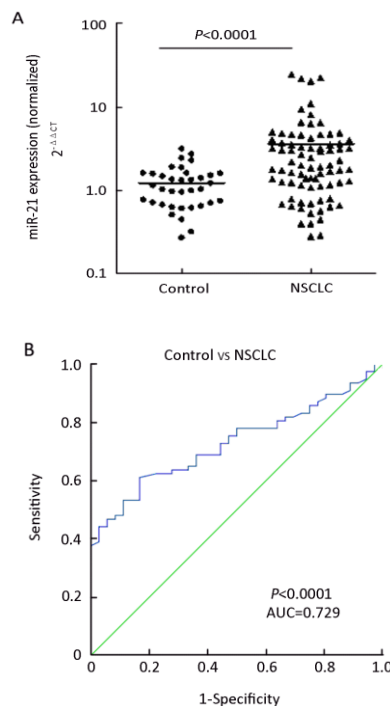 A
P<0.0001
miR-21 expression (normalized)
2-ΔΔCT
100
10
1.0
0.1
Control
NSCLC
B
Control vs NSCLC
1.0
0.8
0.6
0.4
0.2
0
Sensitivity
P<0.0001
AUC=0.729
0
0.2
0.4
0.6
0.8
1.0
1-Specificity